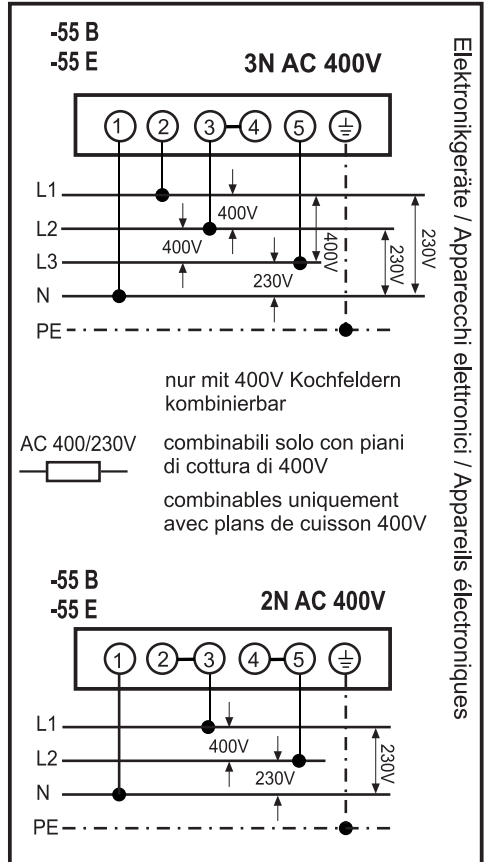 -55 B
-55 E
3N AC 400V
1 2 3 4 5
L1
400V
L2
400V
400V
230V
230V
L3
230V
N
PE
nur mit 400V Kochfeldern
kombinierbar
AC 400/230V
combinabili solo con piani
di cottura di 400V
combinables uniquement
avec plans de cuisson 400V
-55 B
-55 E
2N AC 400V
1 2 3 4 5
L1
400V
230V
L2
230V
N
PE
Elektronikgeräte / Apparecchi elettronici / Appareils électroniques